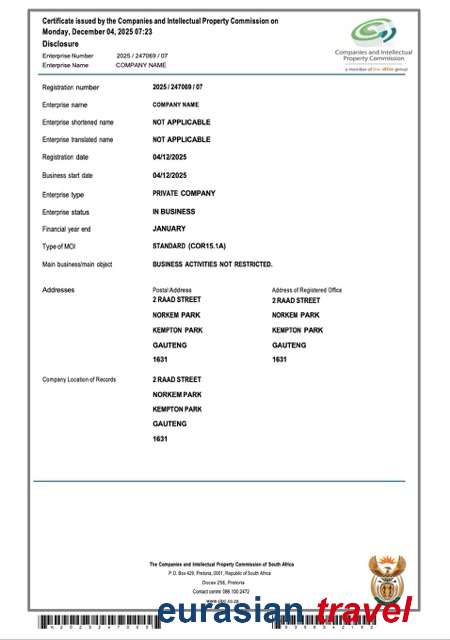 Certificate issued by the Companies and Intellectual Property Commission on
Monday, December 04, 2025 07:23
Disclosure
Enterprise Number 2025 / 247069 / 07
Enterprise Name COMPANY NAME
Companies and Intellectual
Property Commission
a member of the dtic group
Registration number 2025 / 247069 / 07
Enterprise name COMPANY NAME
Enterprise shortened name NOT APPLICABLE
Enterprise translated name NOT APPLICABLE
Registration date 04/12/2025
Business start date 04/12/2025
Enterprise type PRIVATE COMPANY
Enterprise status IN BUSINESS
Financial year end JANUARY
Type of MOI STANDARD (COR15.1A)
Main business/main object BUSINESS ACTIVITIES NOT RESTRICTED.
Addresses Postal Address Address of Registered Office
2 RAAD STREET 2 RAAD STREET
NORKEM PARK NORKEM PARK
KEMPTON PARK KEMPTON PARK
GAUTENG GAUTENG
1631 1631
Company Location of Records 2 RAAD STREET
NORKEM PARK
KEMPTON PARK
GAUTENG
1631
The Companies and Intellectual Property Commission of South Africa
P.O. Box 429, Pretoria, 0001, Republic of South Africa
Docex 256, Pretoria
Contact centre 086 100 2472
www.cipc.co.za
eurasian travel